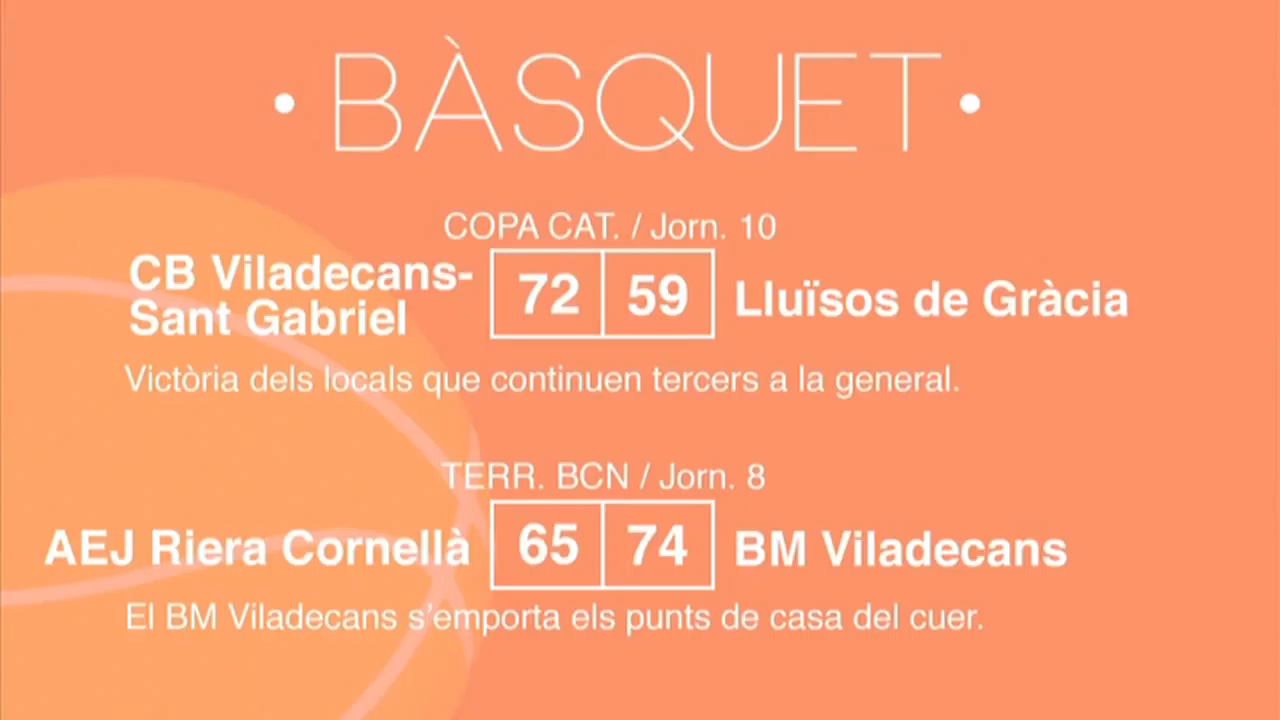 • BÀSQUET •
COPA CAT. / Jorn. 10
CB Viladecans-
Sant Gabriel
72 59
Lluïsos de Gràcia
Victòria dels locals que continuen tercers a la general.
TERR. BCN / Jorn. 8
AEJ Riera Cornellà 65 74 BM Viladecans
El BM Viladecans s'emporta els punts de casa del cuer.